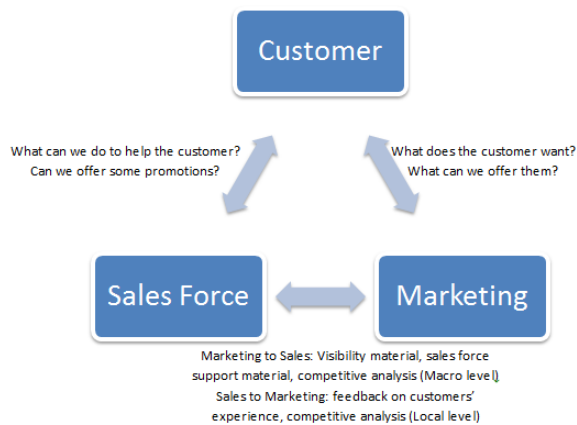 Customer
What can we do to help the customer?
Can we offer some promotions?
What does the customer want?
What can we offer them?
Sales Force
Marketing
Marketing to Sales: Visibility material, sales force
support material, competitive analysis (Macro level)
Sales to Marketing: feedback on customers'
experience, competitive analysis (Local level)